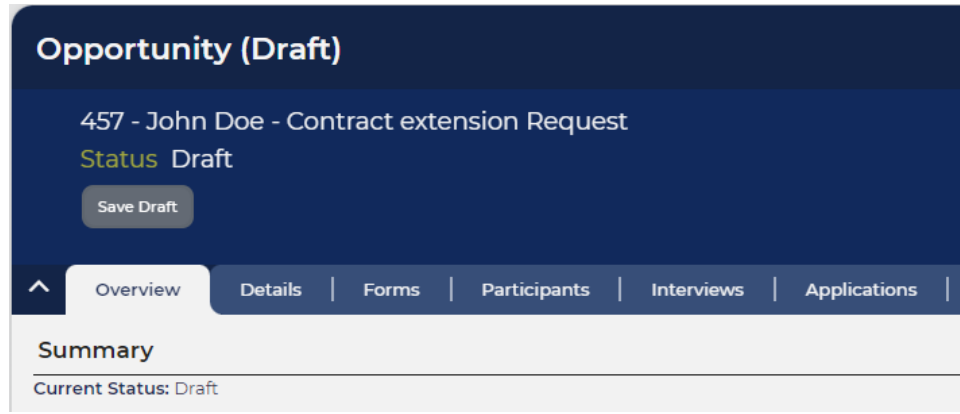 Opportunity (Draft)
457 - John Doe - Contract extension Request
Status Draft
Save Draft
Overview Details | Forms | Participants | Interviews | Applications |
Summary
Current Status: Draft